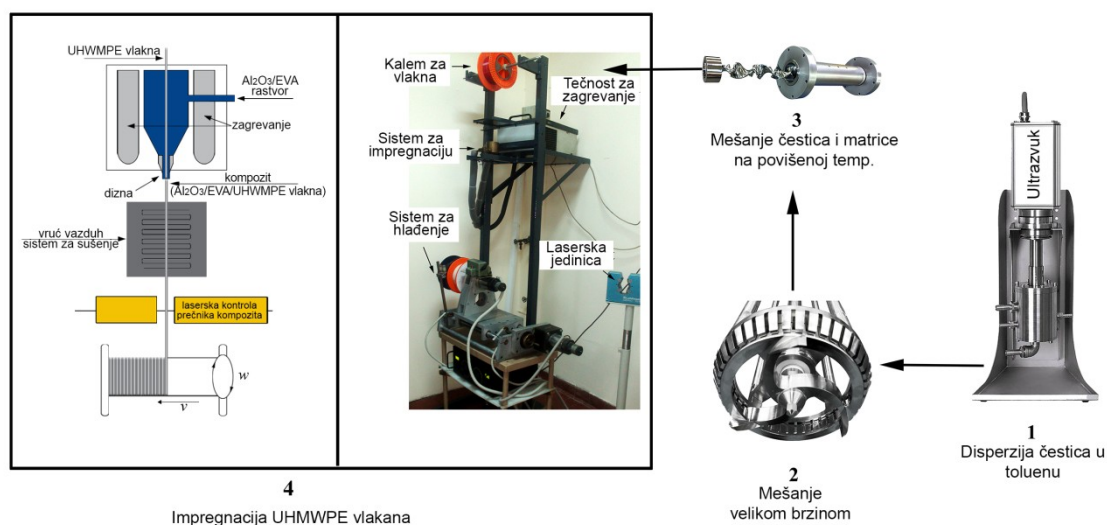 UHWMPE vlakna
Al2O3/EVA
rastvor
zagrevanje
dizna
kompozit
(Al2O3/EVA/UHWMPE vlakna)
vruć vazduh
sistem za sušenje
laserska kontrola
prečnika kompozita
w
v
Kalem za
vlakna
Tečnost za
zagrevanje
Sistem za
impregnaciju
Sistem za
hlađenje
Laserska
jedinica
3
Mešanje čestica i matrice
na povišenoj temp.
Ultrazvuk
1
Disperzija čestica u
toluenu
2
Mešanje
velikom brzinom
4
Impregnacija UHMWPE vlakana